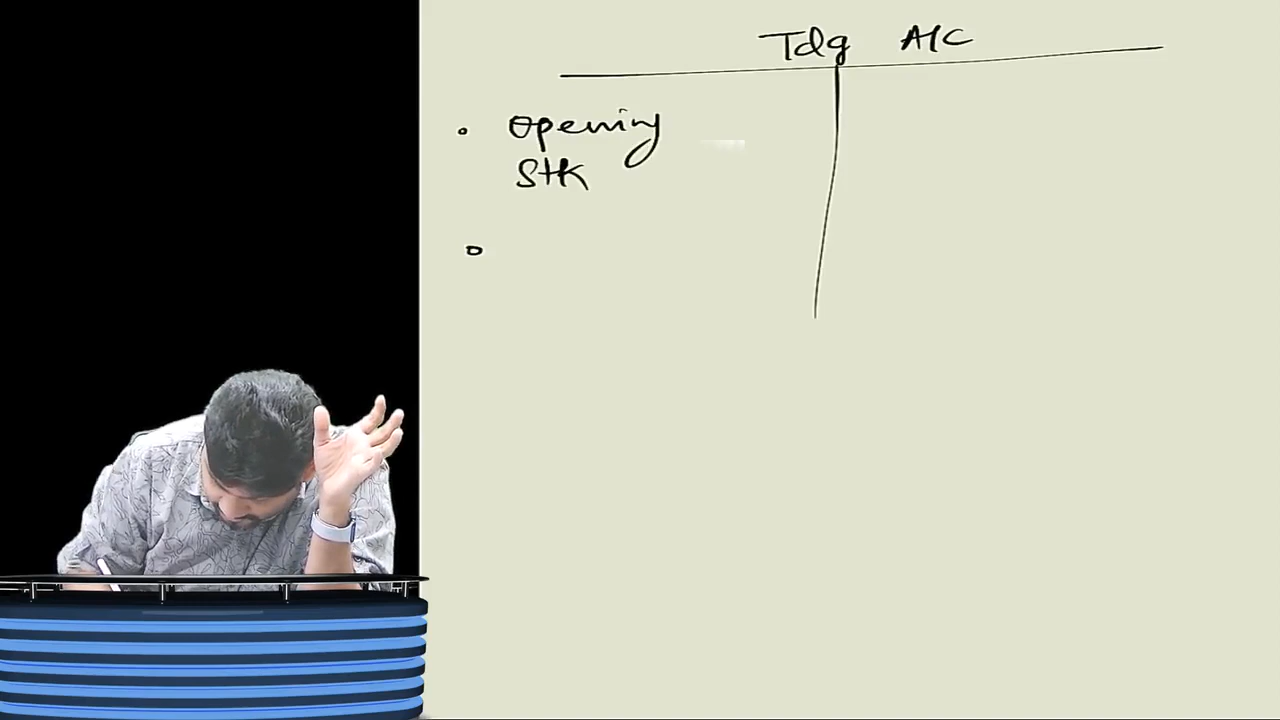 Tdg A/C
• Opening
Stk
•